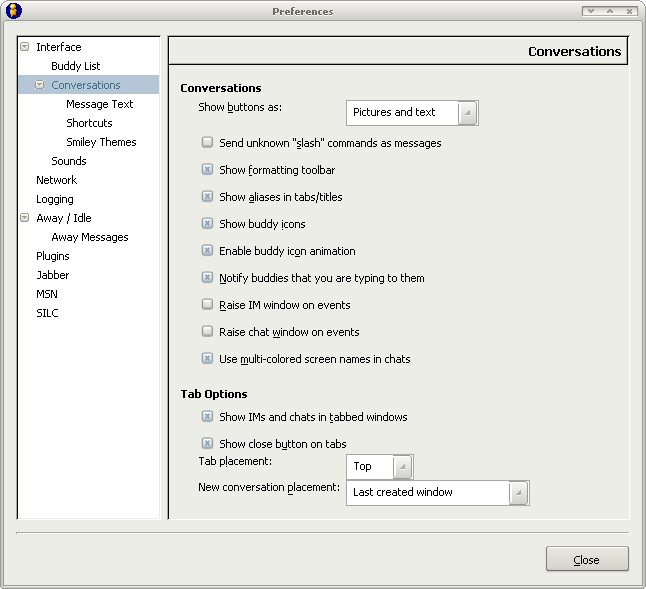 Preferences
Interface
Buddy List
Conversations
Message Text
Shortcuts
Smiley Themes
Sounds
Network
Logging
Away / Idle
Away Messages
Plugins
Jabber
MSN
SILC
Conversations
Conversations
Show buttons as: Pictures and text
Send unknown "slash" commands as messages
Show formatting toolbar
Show aliases in tabs/titles
Show buddy icons
Enable buddy icon animation
Notify buddies that you are typing to them
Raise IM window on events
Raise chat window on events
Use multi-colored screen names in chats
Tab Options
Show IMs and chats in tabbed windows
Show close button on tabs
Tab placement: Top
New conversation placement: Last created window
Close